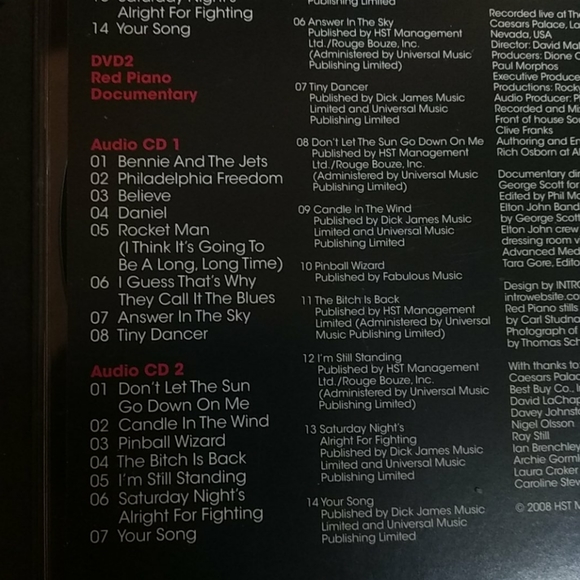 Alright For Fighting
14 Your Song
DVD2
Red Piano
Documentary
Audio CD 1
01 Bennie And The Jets
02 Philadelphia Freedom
03 Believe
04 Daniel
05 Rocket Man
(I Think It's Going To
Be A Long, Long Time)
06 I Guess That's Why
They Call It The Blues
07 Answer In The Sky
08 Tiny Dancer
Audio CD 2
01 Don't Let The Sun
Go Down On Me
02 Candle In The Wind
03 Pinball Wizard
04 The Bitch Is Back
05 I'm Still Standing
06 Saturday Night's
Alright For Fighting
07 Your Song
Publishing Limited
06 Answer In The Sky
Published by HST Management
Ltd./Rouge Bouze, Inc.
(Administered by Universal Music
Publishing Limited)
07 Tiny Dancer
Published by Dick James Music
Limited and Universal Music
Publishing Limited
08 Don't Let The Sun Go Down On Me
Published by HST Management
Ltd./Rouge Bouze, Inc.
(Administered by Universal Music
Publishing Limited)
09 Candle In The Wind
Published by Dick James Music
Limited and Universal Music
Publishing Limited
10 Pinball Wizard
Published by Fabulous Music
11 The Bitch Is Back
Published by HST Management
Limited (Administered by Universal
Music Publishing Limited)
12 I'm Still Standing
Published by HST Management
Ltd./Rouge Bouze, Inc.
(Administered by Universal Music
Publishing Limited)
13 Saturday Night's
Alright For Fighting
Published by Dick James Music
Limited and Universal Music
Publishing Limited
14 Your Song
Published by Dick James Music
Limited and Universal Music
Publishing Limited
Recorded live at
Caesars Palace,
Nevada, USA
Director: David
Producers: Dione
Paul Morphos
Executive
Productions:
Audio Producer:
Recorded and
Front of house
Clive Franks
Authoring and
Rich Osborn at
Documentary
George Scott for
Edited by Phil
Elton John Band
by George Scott
Elton John crew
dressing room
Advanced
Tara Gore,
Design by INTRO
introwebsite.
Red Piano stills
by Carl
Photograph of
by Thomas
With thanks to
Caesars
Best Buy Co.,
David
Davey
Nigel Olsson
Ray Still
Ian
Archie
Laura Croker
Caroline
© 2008 HST